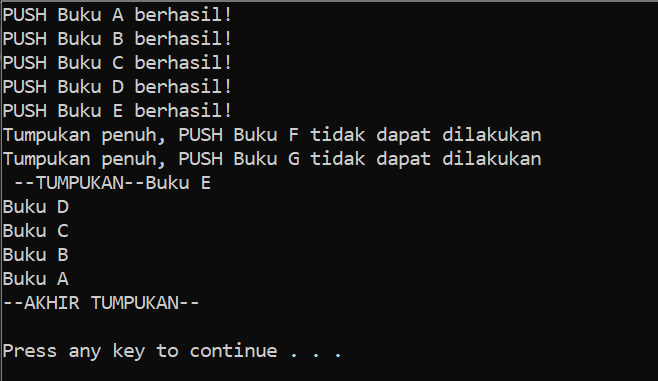 PUSH Buku A berhasil!
PUSH Buku B berhasil!
PUSH Buku C berhasil!
PUSH Buku D berhasil!
PUSH Buku E berhasil!
Tumpukan penuh, PUSH Buku F tidak dapat dilakukan
Tumpukan penuh, PUSH Buku G tidak dapat dilakukan
 --TUMPUKAN--Buku E
Buku D
Buku C
Buku B
Buku A
--AKHIR TUMPUKAN--
Press any key to continue . . .